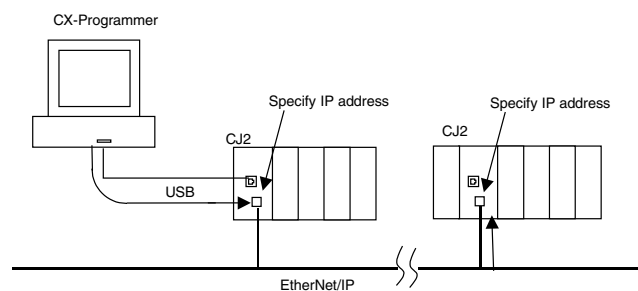 CX-Programmer
Specify IP address
Specify IP address
CJ2
CJ2
USB
EtherNet/IP